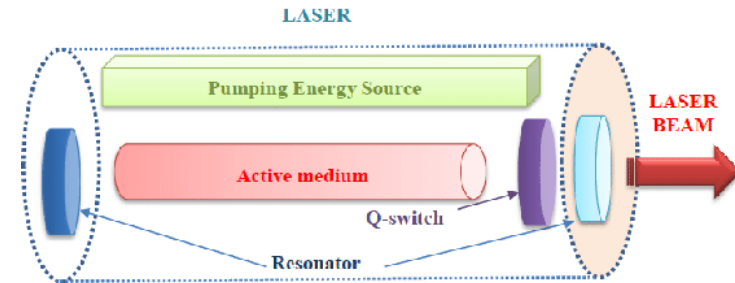 LASER
Pumping Energy Source
LASER
BEAM
Active medium
Q-switch
Resonator